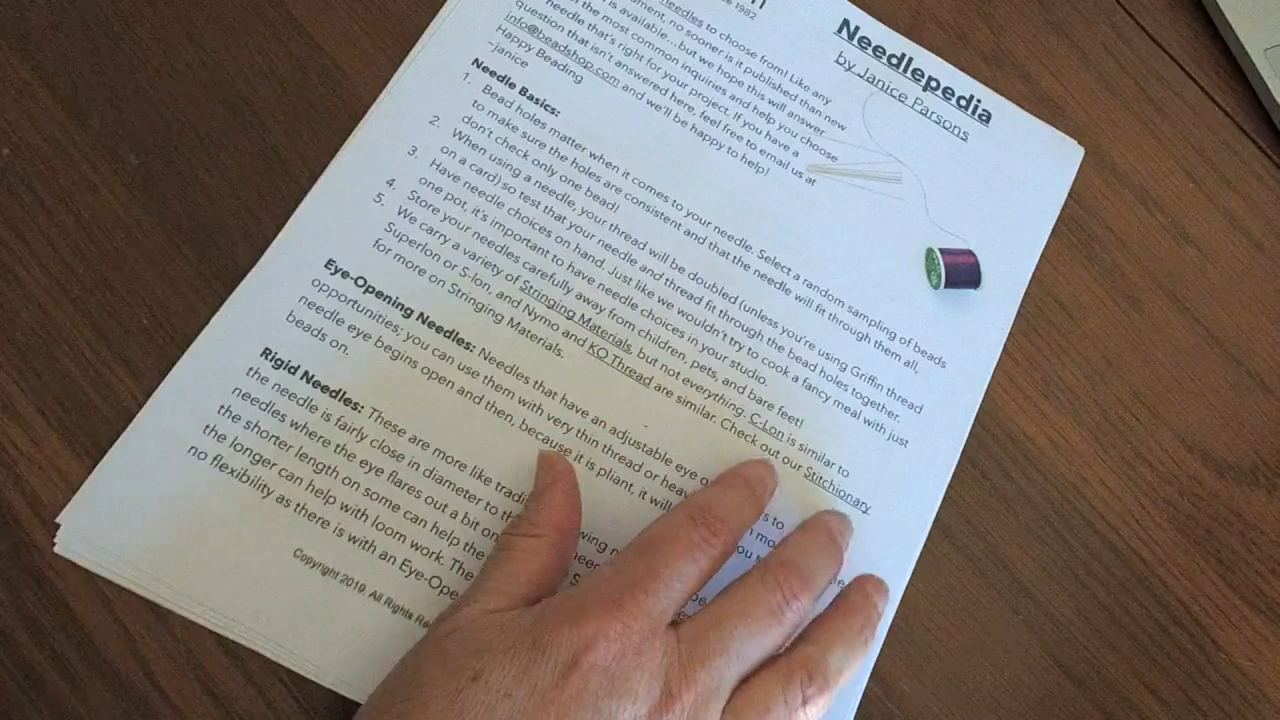 since 1982
Needlepedia
by Janice Parsons
needles to choose from! Like any
no sooner is it published than new
is available...but we hope this will answer
the most common inquiries and help you choose
needle that's right for your project. If you have a
question that isn't answered here, feel free to email us at
info@beadshop.com and we'll be happy to help!
Happy Beading
~Janice
Needle Basics:
1. Bead holes matter when it comes to your needle. Select a random sampling of beads
to make sure the holes are consistent and that the needle will fit through them all,
don't check only one bead!
2. When using a needle, your thread will be doubled (unless you're using Griffin thread
on a card) so test that your needle and thread fit through the bead holes together.
3. Have needle choices on hand. Just like we wouldn't try to cook a fancy meal with just
one pot, it's important to have needle choices in your studio.
4. Store your needles carefully away from children, pets, and bare feet!
5. We carry a variety of Stringing Materials, but not everything. C-Lon is similar to
Superlon or S-lon, and Nymo and KO Thread are similar. Check out our Stitchionary
for more on Stringing Materials.
Eye-Opening Needles: Needles that have an adjustable eye
opportunities; you can use them with very thin thread or
needle eye begins open and then, because it is pliant, it will
beads on.
Rigid Needles: These are more like
the needle is fairly close in diameter to
needles where the eye flares out a bit on
the shorter length on some can help the
the longer can help with loom work. The
no flexibility as there is with an
Copyright 2019. All Rights